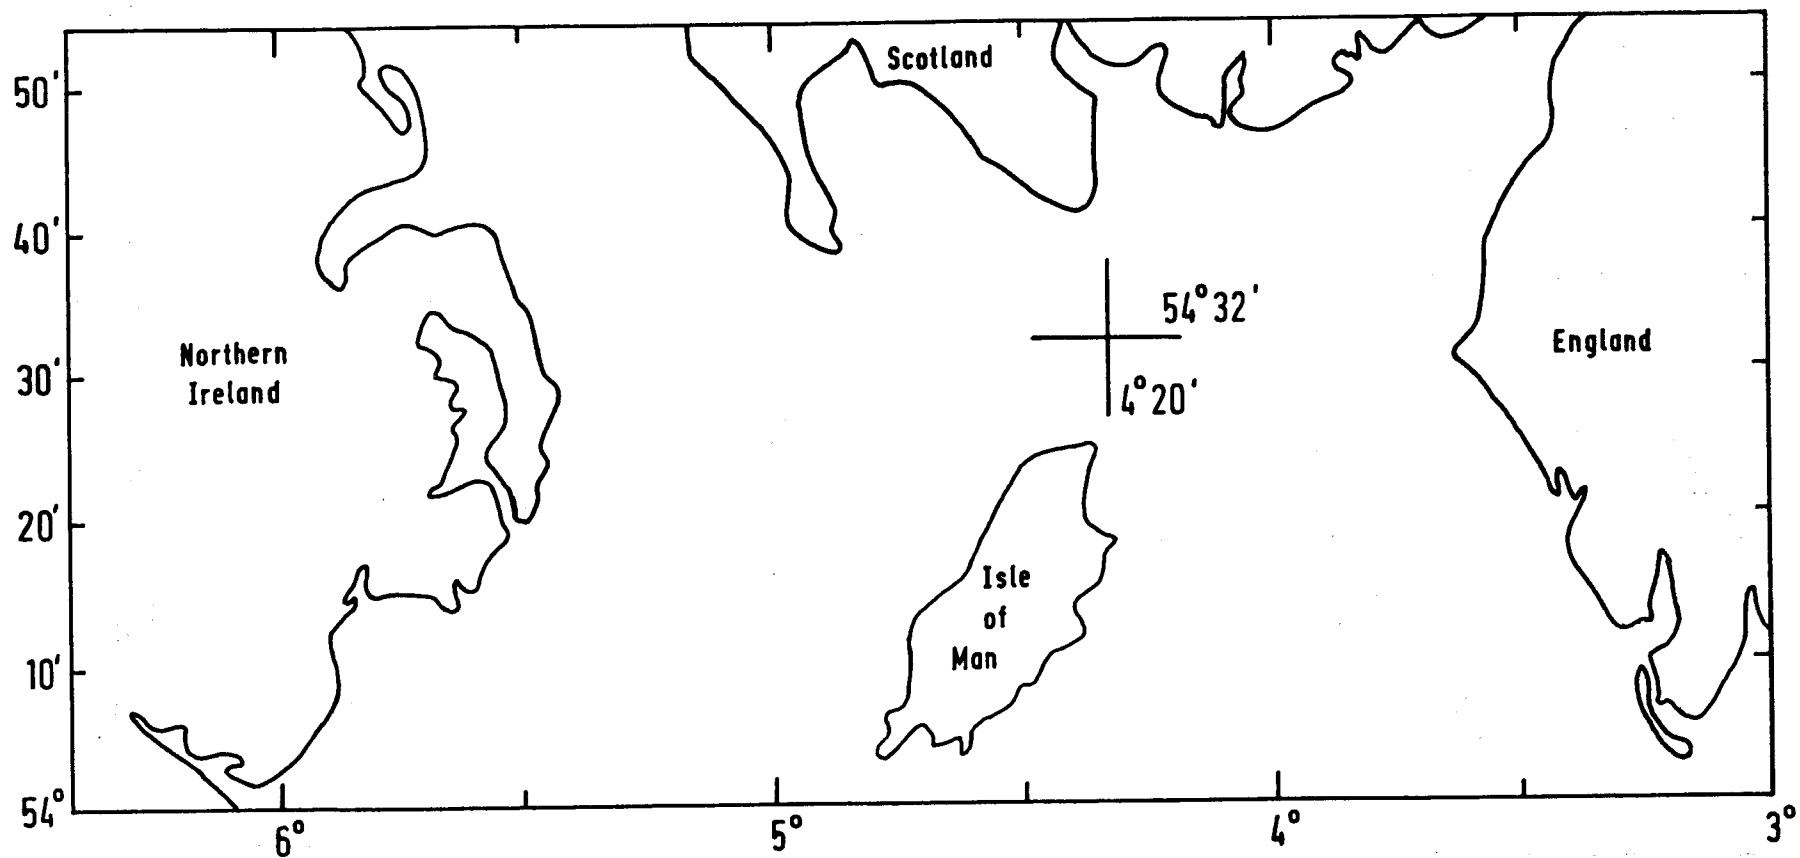 Scotland
50'
40'
54°32'
Northern
Ireland
England
30'
4°20'
20'
Isle
of
Man
10'
54°
6°
5°
4°
3°